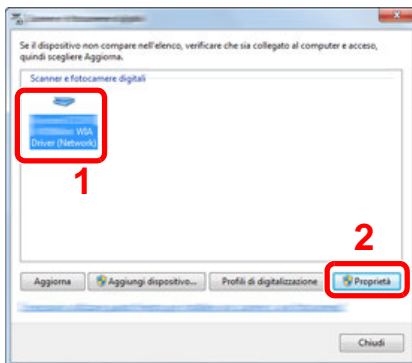 Se il dispositivo non compare nell'elenco, verificare che sia collegato al computer e acceso,
quindi scegliere Aggiorna.
Scanner e fotocamere digitali
WIA
Driver (Network)
1
2
Aggiorna Aggiungi dispositivo... Profili di digitalizzazione Proprietà
Chiudi